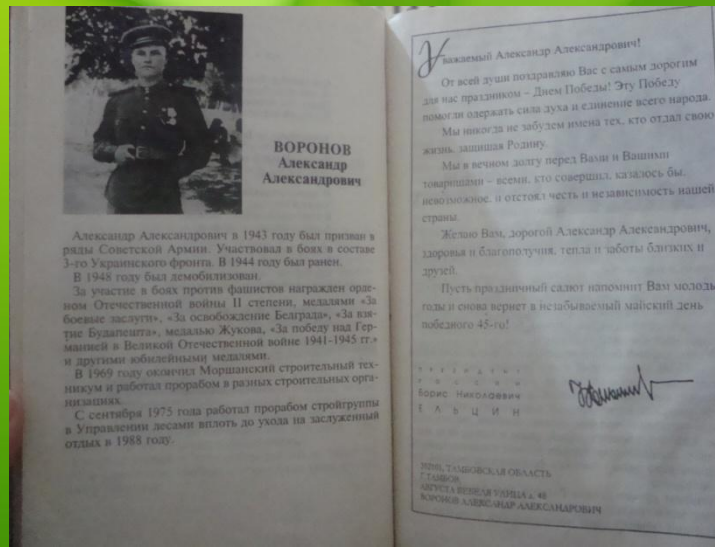 ВОРОНОВ
Александр
Александрович
Александр Александрович в 1943 году был призван в
ряды Советской Армии. Участвовал в боях в составе
3-го Украинского фронта. В 1944 году был ранен.
В 1948 году был демобилизован.
За участие в боях против фашистов награжден орде-
ном Отечественной войны II степени, медалями «За
боевые заслуги», «За освобождение Белграда», «За взя-
тие Будапешта», медалью Жукова, «За победу над Гер-
манией в Великой Отечественной войне 1941-1945 гг.»
и другими юбилейными медалями.
В 1969 году окончил Моршанский строительный тех-
никум и работал прорабом в разных строительных орга-
низациях.
С сентября 1975 года работал прорабом стройгруппы
в Управлении лесами вплоть до ухода на заслуженный
отдых в 1988 году.
Уважаемый Александр Александрович!
От всей души поздравляю Вас с самым дорогим
для нас праздником – Днем Победы! Эту Победу
помогли одержать сила духа и единение всего народа.
Мы никогда не забудем имена тех, кто отдал свою
жизнь, защищая Родину.
Мы в вечном долгу перед Вами и Вашими
товарищами – всеми, кто совершил, казалось бы,
невозможное, и отстоял честь и независимость нашей
страны.
Желаю Вам, дорогой Александр Александрович,
здоровья и благополучия, тепла и заботы близких и
друзей.
Пусть праздничный салют напомнит Вам молодые
годы и снова вернет в незабываемый майский день
победного 45-го!
Борис Николаевич
ЕЛЬЦИН
ТАМБОВСКАЯ ОБЛАСТЬ
Г.ТАМБОВ
АВГУСТА БЕБЕЛЯ УЛИЦА д.
ВОРОНОВ АЛЕКСАНДР АЛЕКСАНДРОВИЧ